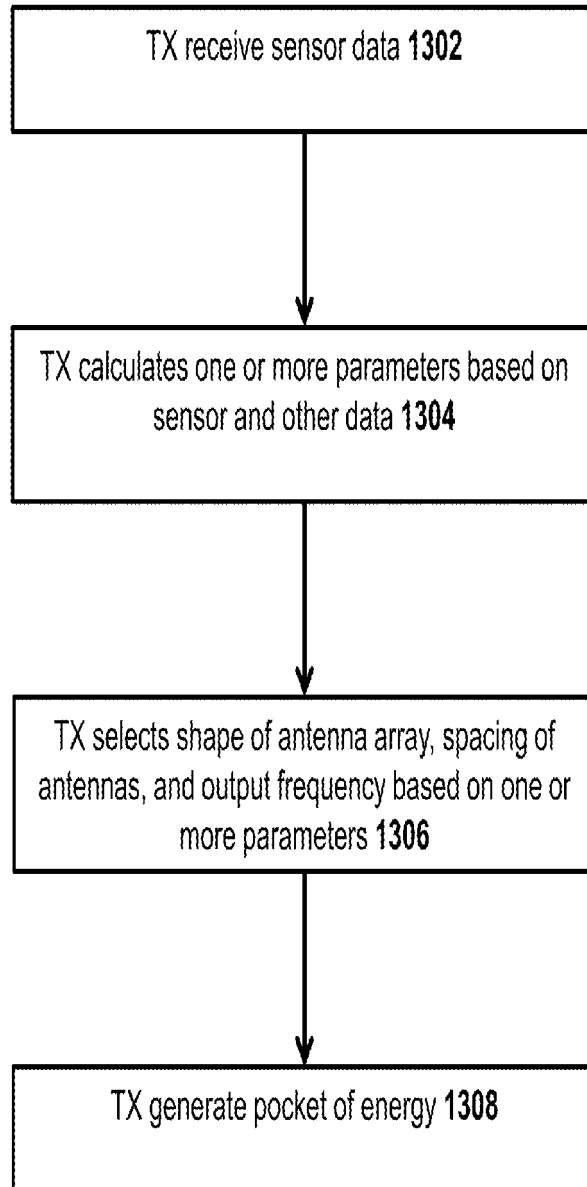 TX receive sensor data 1302
TX calculates one or more parameters based on
sensor and other data 1304
TX selects shape of antenna array, spacing of
antennas, and output frequency based on one or
more parameters 1306
TX generate pocket of energy 1308